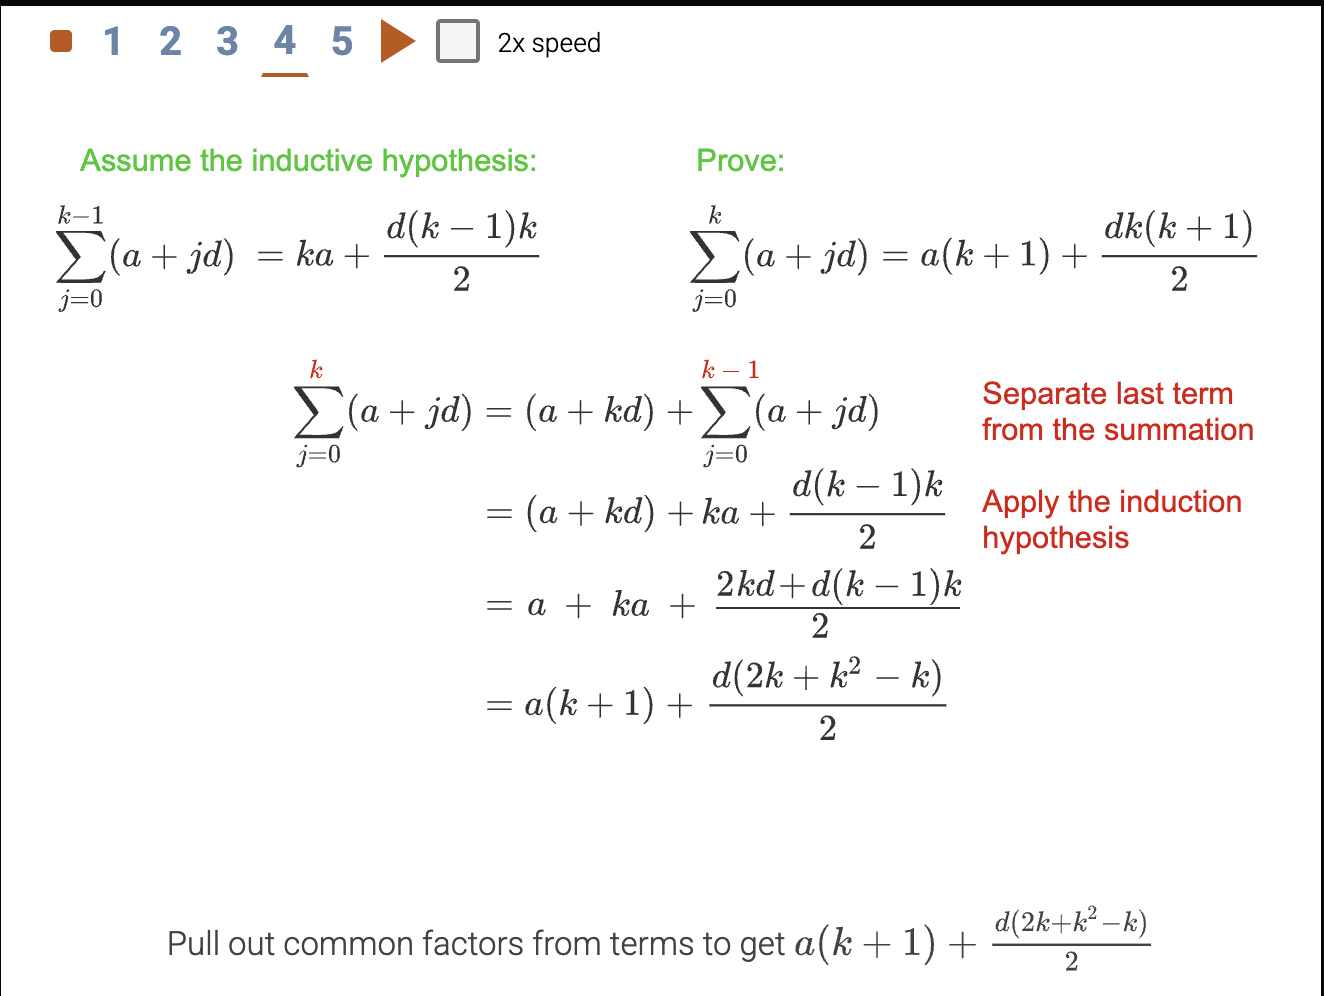 1 2 3 4 5 2x speed
Assume the inductive hypothesis: Prove:
\sum_{j=0}^{k-1}(a + jd) = ka + \frac{d(k - 1)k}{2}
\sum_{j=0}^{k}(a + jd) = a(k + 1) + \frac{dk(k + 1)}{2}
\sum_{j=0}^{k}(a + jd) = (a + kd) + \sum_{j=0}^{k - 1}(a + jd)
Separate last term
from the summation
= (a + kd) + ka + \frac{d(k - 1)k}{2}
Apply the induction
hypothesis
= a + ka + \frac{2kd + d(k - 1)k}{2}
= a(k + 1) + \frac{d(2k + k^2 - k)}{2}
Pull out common factors from terms to get a(k + 1) + \frac{d(2k+k^2-k)}{2}